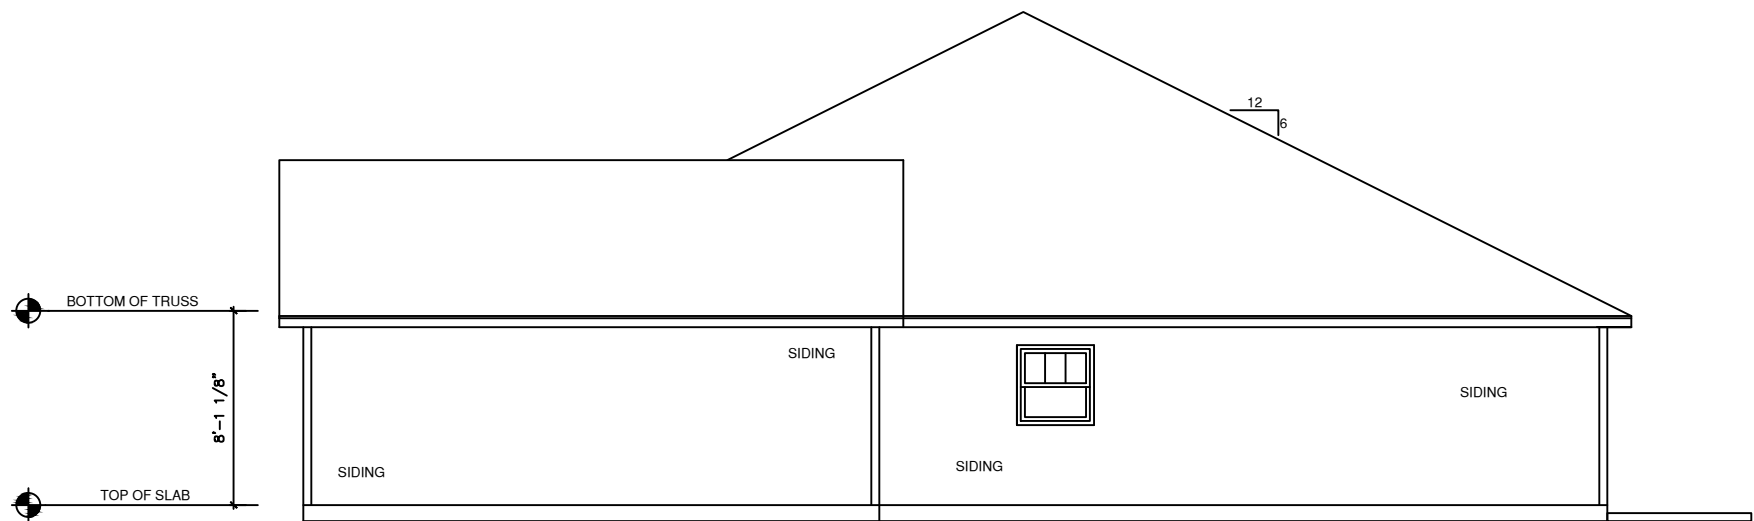 12
6
BOTTOM OF TRUSS
SIDING
8'-1 1/8"
SIDING
SIDING
SIDING
TOP OF SLAB